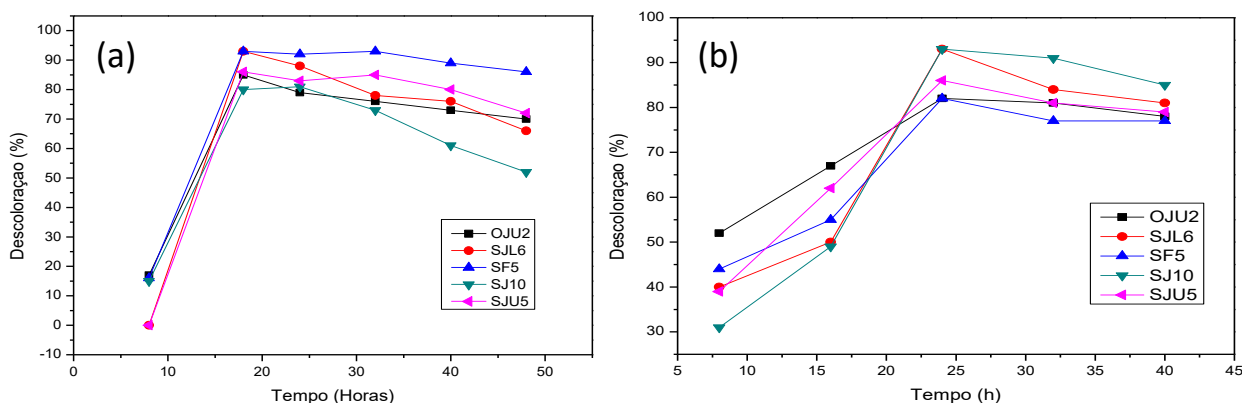 (a)
Descoloraçao (%)
100
90
80
70
60
50
40
30
20
10
0
-10
0 10 20 30 40 50
Tempo (Horas)
OJU2
SJL6
SF5
SJ10
SJU5
(b)
Descoloraçao (%)
100
90
80
70
60
50
40
30
5 10 15 20 25 30 35 40 45
Tempo (h)
OJU2
SJL6
SF5
SJ10
SJU5